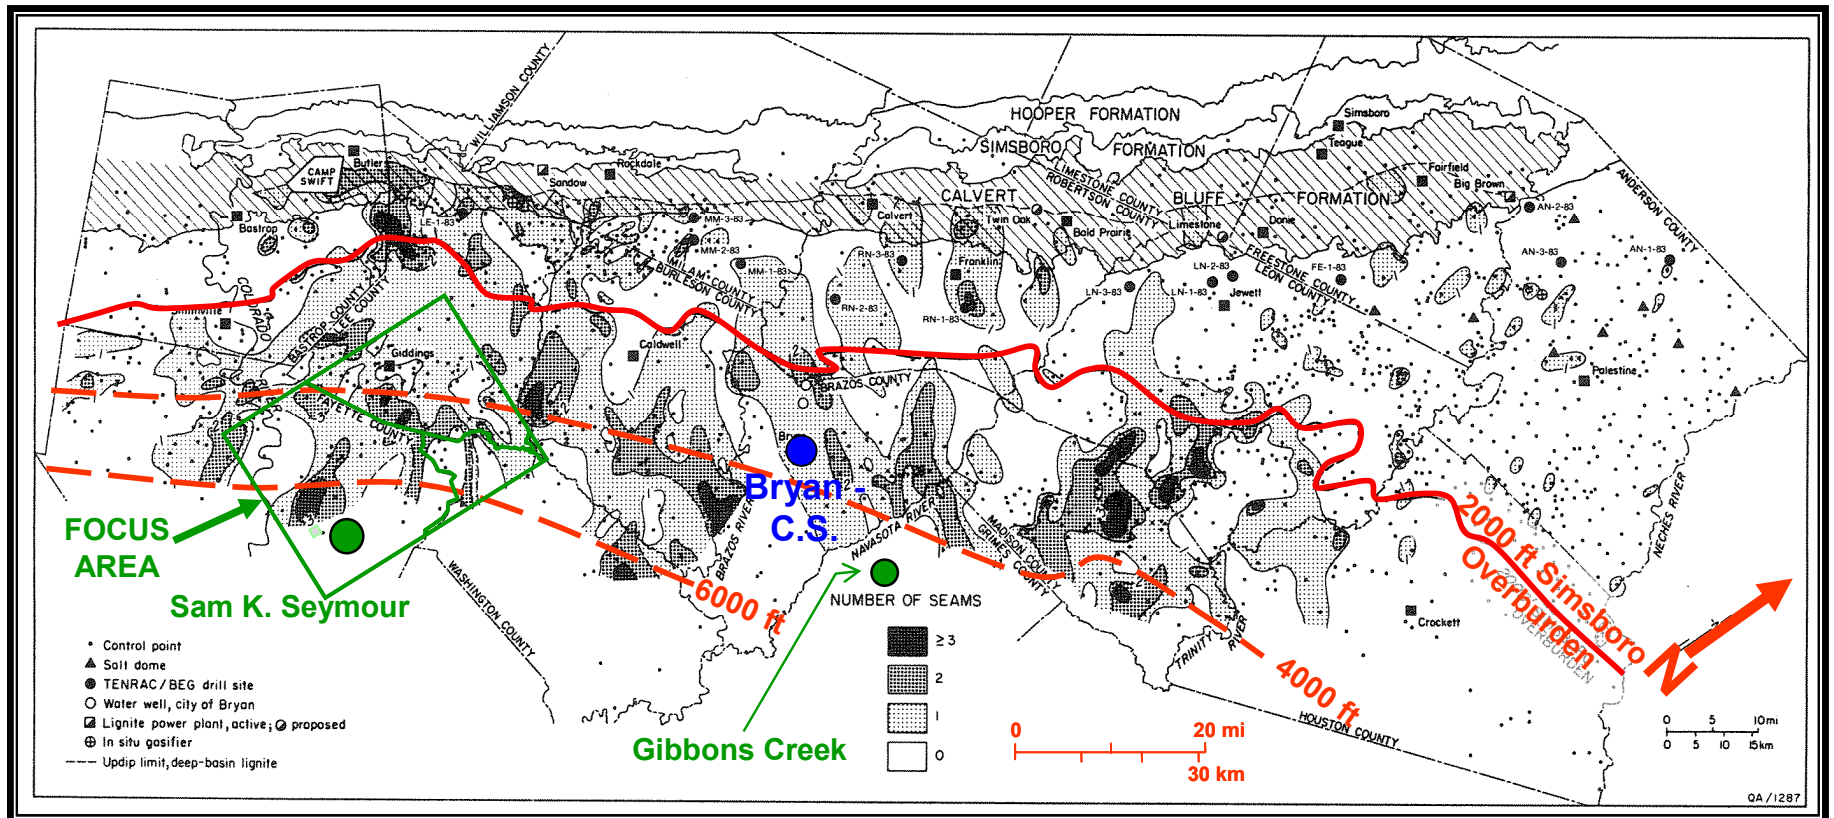 HOOPER FORMATION
SIMSBORO FORMATION
CALVERT BLUFF FORMATION
WILLIAMSON COUNTY
Simsboro
Teague
Fairfield
Big Brown
ANDERSON COUNTY
Butler
CAMP
SWIFT
Sandow
Rockdale
Bastrop
LE-1-83
MM-3-83
MM-2-83
MM-1-83
Calvert
Twin Oak
Bald Prairie
LIMESTONE COUNTY
ROBERTSON COUNTY
Limestone
Donie
AN-2-83
AN-3-83
AN-1-83
RN-3-83
Franklin
RN-2-83
RN-1-83
LN-3-83
LN-2-83
LN-1-83
Jewett
FE-1-83
FREESTONE COUNTY
LEON COUNTY
MILAM COUNTY
BURLESON COUNTY
COLORADO
Smithville
BASTROP COUNTY
LEE COUNTY
Giddings
FAYETTE COUNTY
Caldwell
BRAZOS COUNTY
Palestine
Bryan -
C.S.
FOCUS
AREA
Sam K. Seymour
WASHINGTON COUNTY
BRAZOS RIVER
NAVASOTA RIVER
MADISON COUNTY
GRIMES COUNTY
TRINITY RIVER
NECHES RIVER
Crockett
HOUSTON COUNTY
6000 ft
4000 ft
2000 ft Simsboro
Overburden
OVERBURDEN
N
Gibbons Creek
NUMBER OF SEAMS
≥3
2
1
0
Control point
Salt dome
TENRAC/BEG drill site
Water well, city of Bryan
Lignite power plant, active; proposed
In situ gasifier
Updip limit, deep-basin lignite
0 20 mi
30 km
0 5 10mi
0 5 10 15km
QA/1287